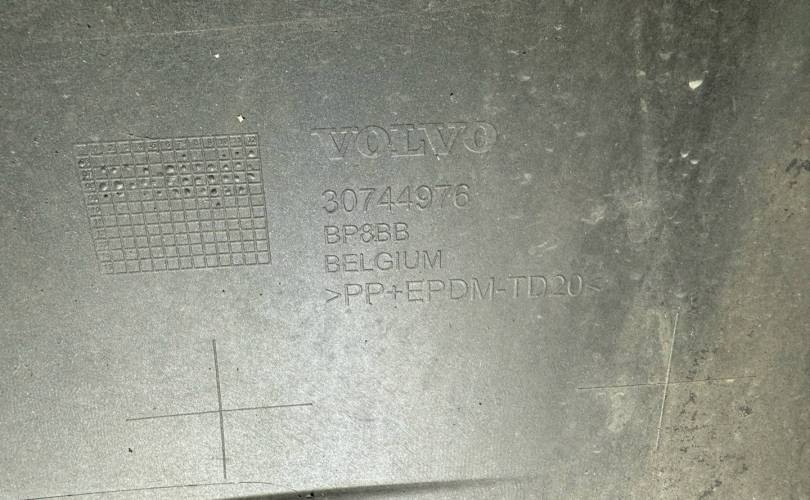 VOLVO
30744976
BP8BB
BELGIUM
>PP+EPDM-TD20<